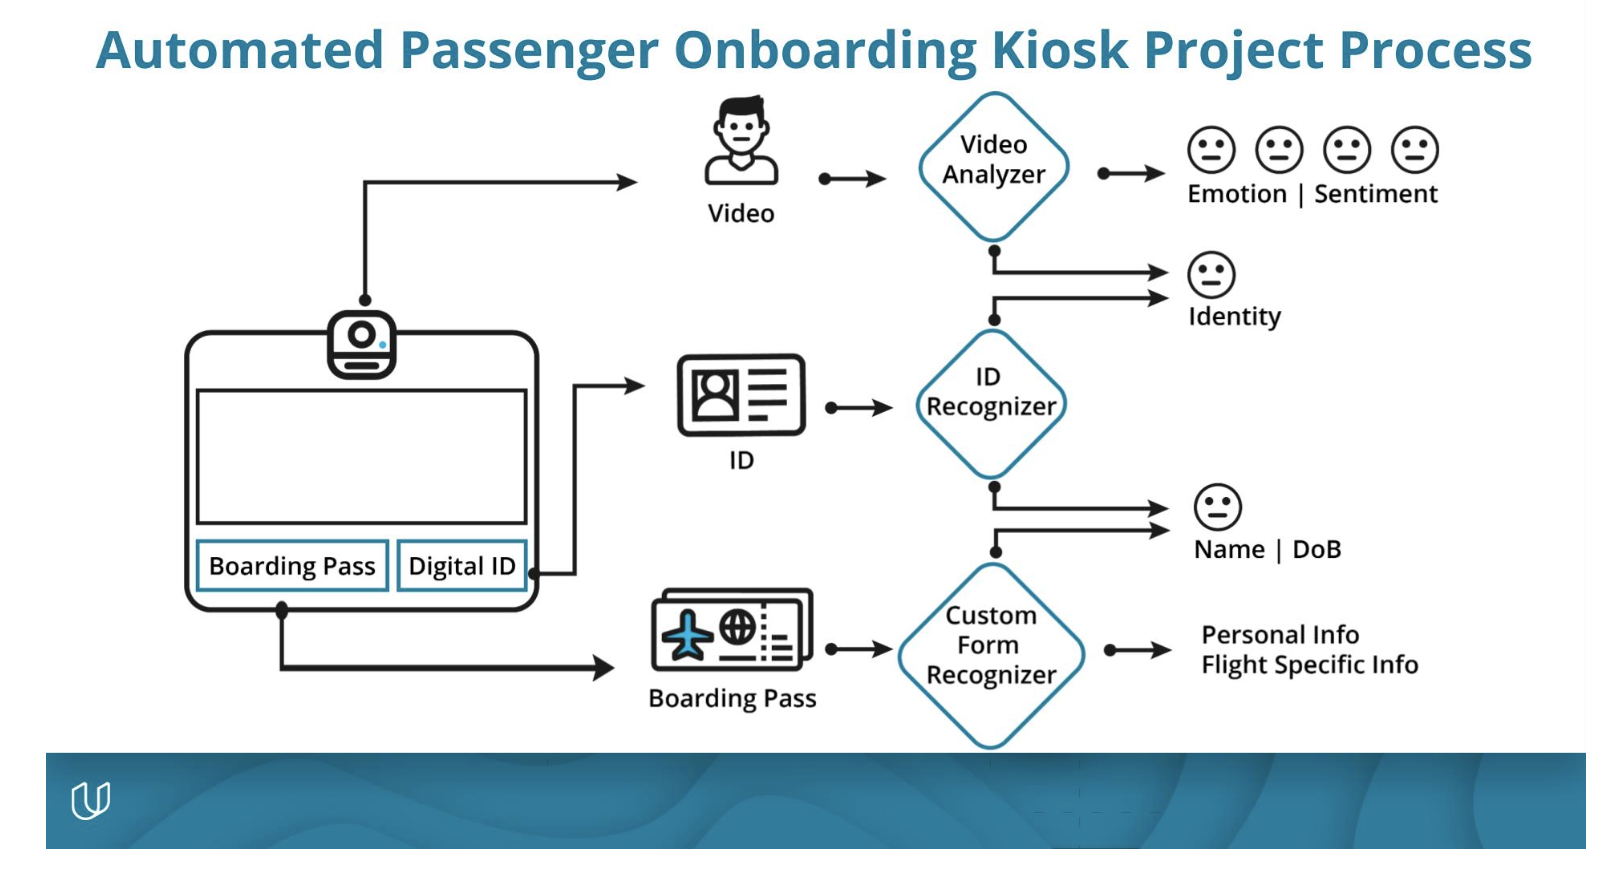 Automated Passenger Onboarding Kiosk Project Process
Video
Analyzer
Emotion | Sentiment
Video
Identity
ID
Recognizer
ID
Boarding Pass
Digital ID
Name | DoB
Custom
Form
Recognizer
Personal Info
Flight Specific Info
Boarding Pass